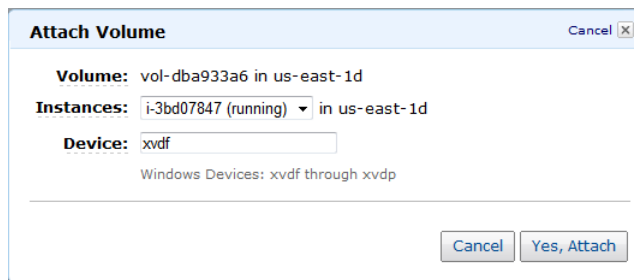 Attach Volume
Cancel
Volume: vol-dba933a6 in us-east-1d
Instances: i-3bd07847 (running) in us-east-1d
Device: xvdf
Windows Devices: xvdf through xvdp
Cancel Yes, Attach